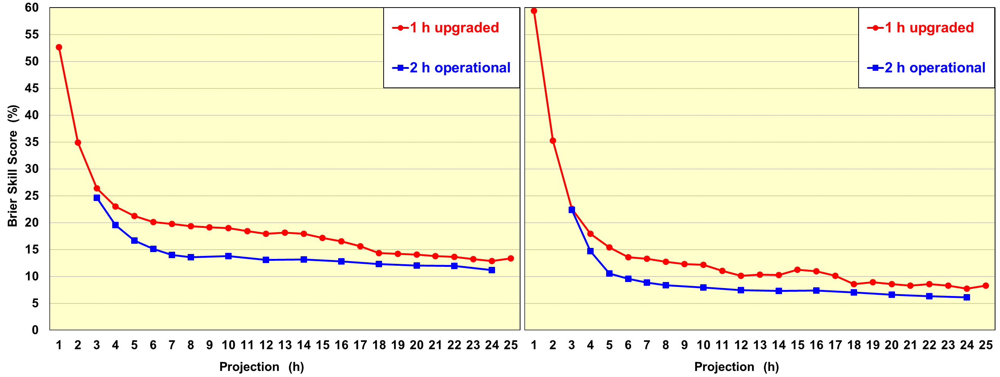 60
55
50
45
40
35
30
25
20
15
10
5
0
Brier Skill Score (%)
1 h upgraded
2 h operational
1 2 3 4 5 6 7 8 9 10 11 12 13 14 15 16 17 18 19 20 21 22 23 24 25
Projection (h)
1 h upgraded
2 h operational
1 2 3 4 5 6 7 8 9 10 11 12 13 14 15 16 17 18 19 20 21 22 23 24 25
Projection (h)